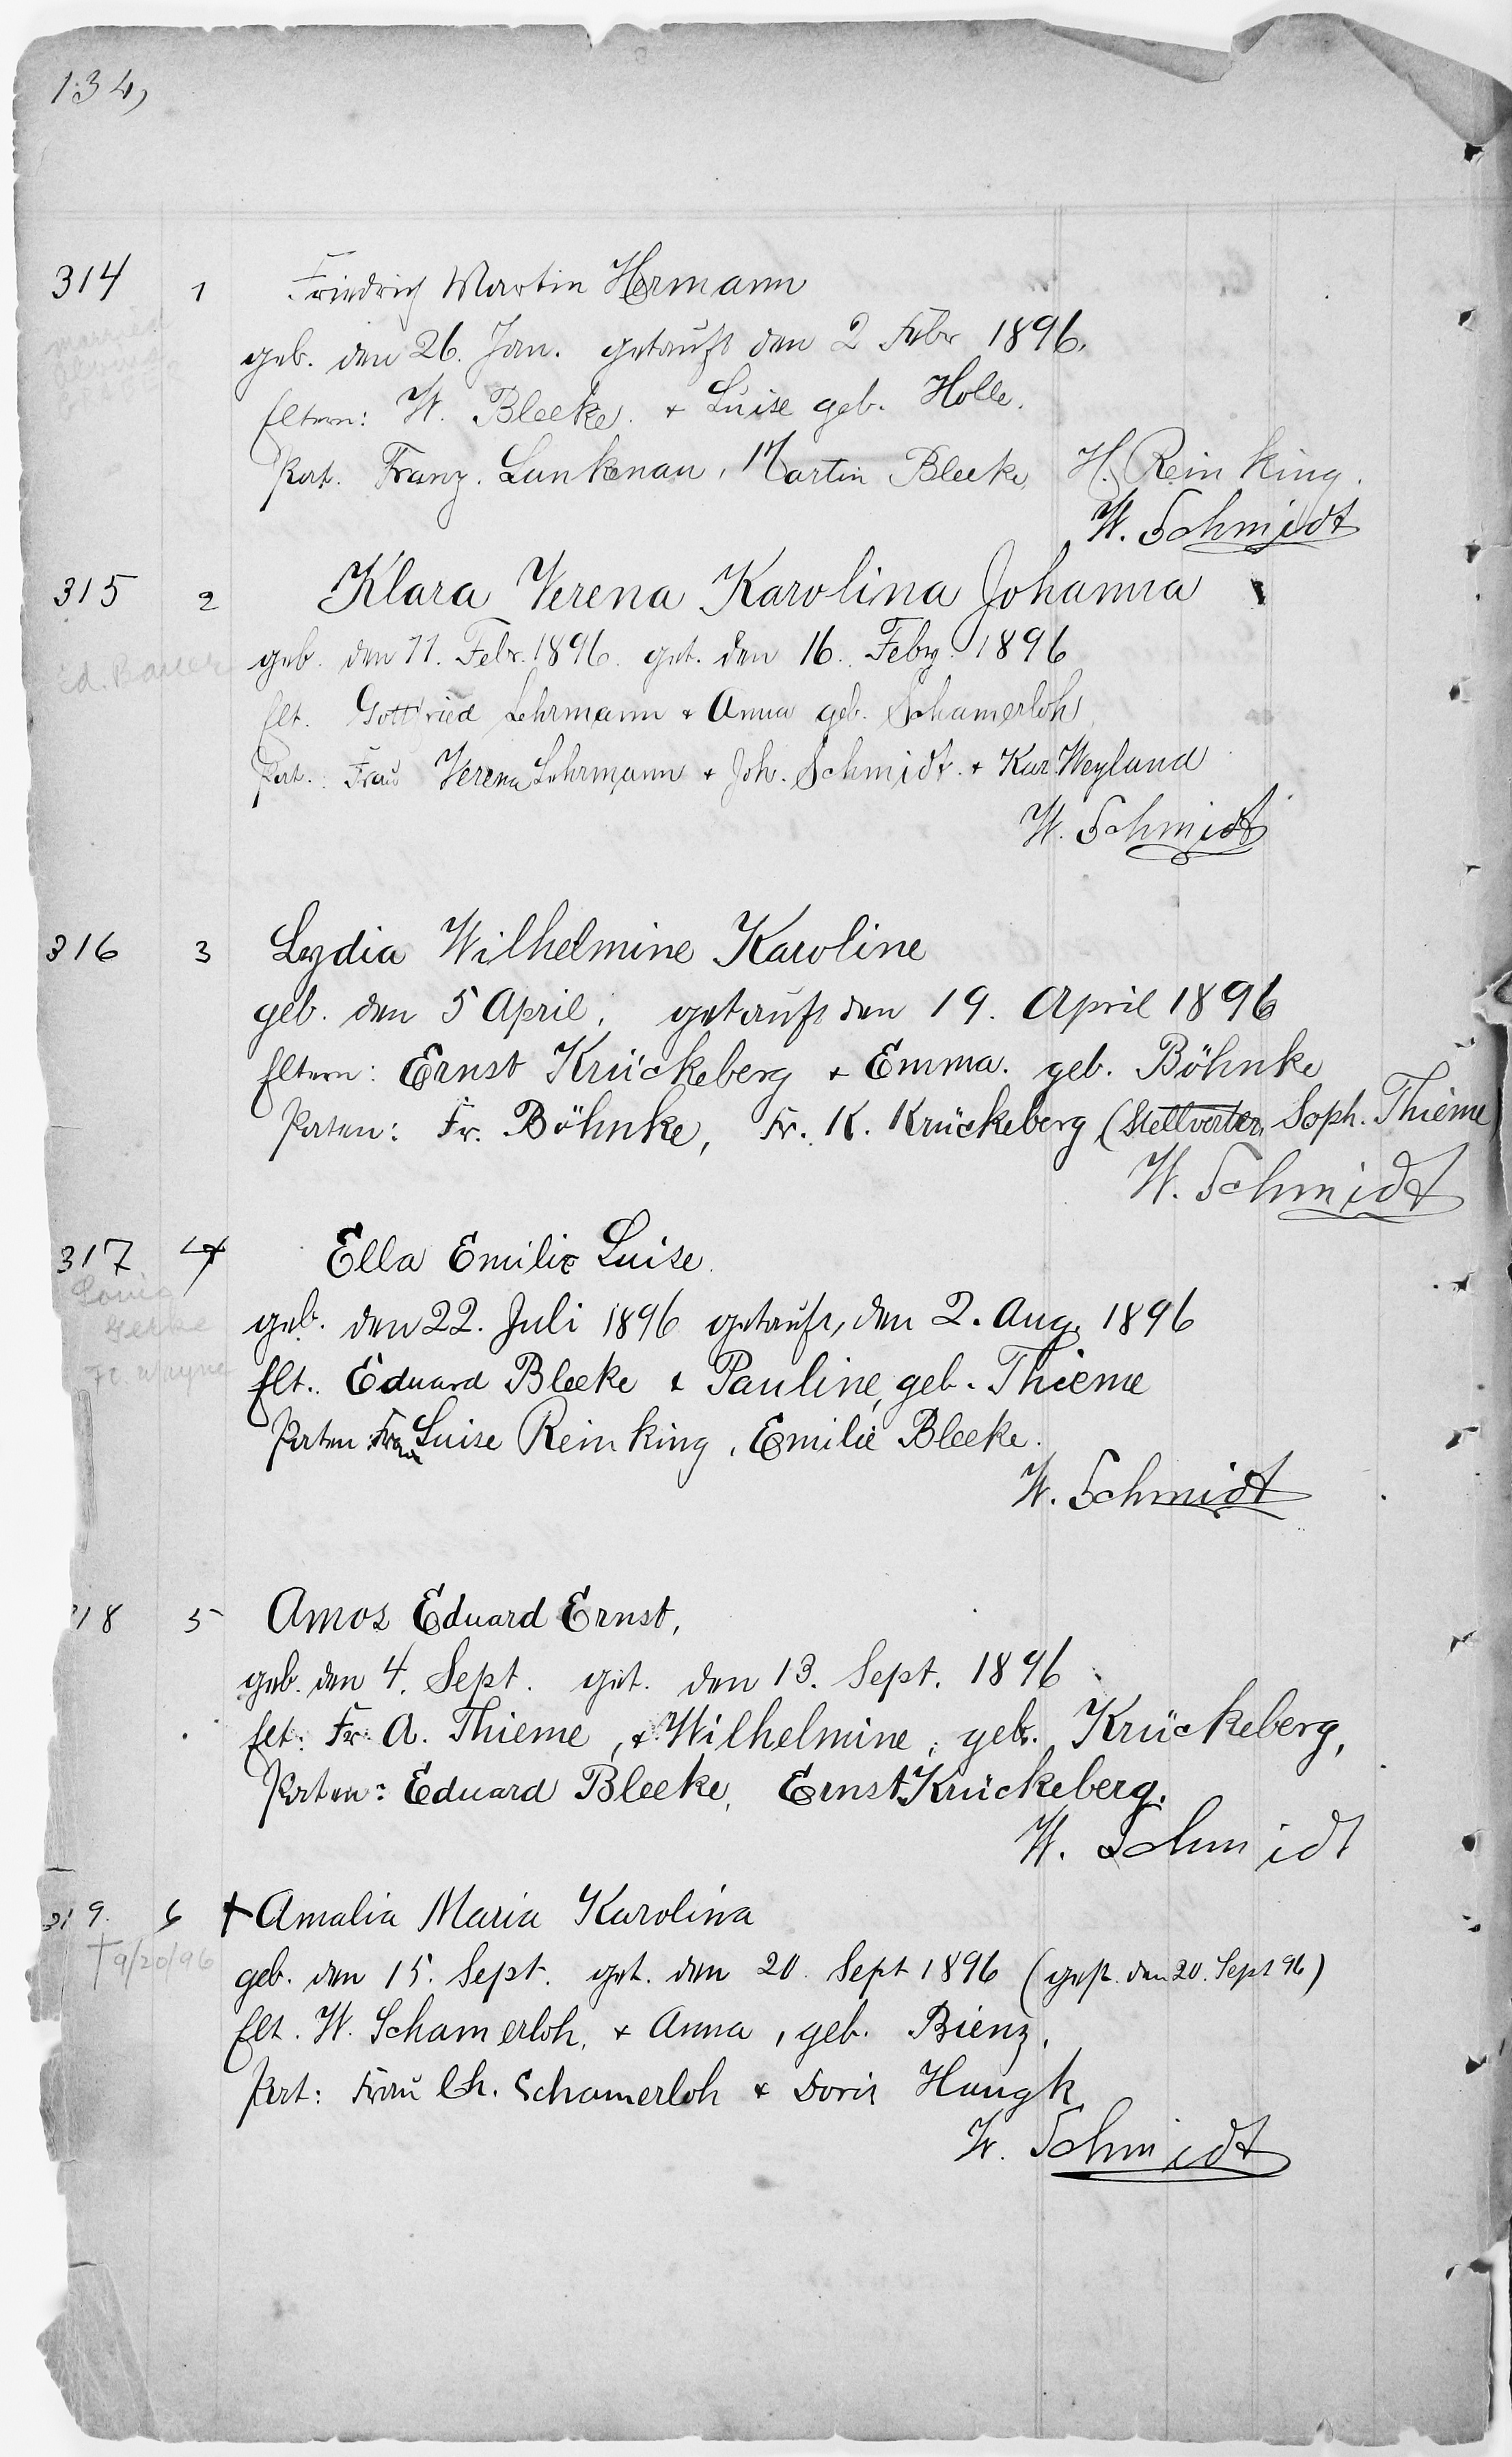 134,
314 1 Friedrich Martin Hermann
geb. den 26. Jan. getauft den 2 Febr 1896.
Eltern: W. Bleeke. + Luise geb. Holle.
Pat. Franz. Lankenau, Martin Bleeke, H. Reinking.
W. Schmidt
315 2 Klara Verena Karolina Johanna
Ed. Bauer
geb. den 11. Febr. 1896. get. den 16. Febr. 1896
Elt. Gottfried Lehrmann + Anna geb. Schamerloh
Pat.: Frau Verena Lehrmann + Joh. Schmidt. + Kar Weyland
W. Schmidt
316 3 Lydia Wilhelmine Karoline
geb. den 5 April, getauft den 19. April 1896
Eltern: Ernst Krückeberg + Emma. geb. Böhnke
Paten: Fr. Böhnke, Fr. K. Krückeberg (Stellverter, Soph. Thieme
W. Schmidt
317 4 Ella Emilie Luise.
geb. den 22. Juli 1896 getauft, den 2. Aug. 1896
Ft. Wayne
Elt.. Eduard Bleeke + Pauline, geb. Thieme
Paten: Frau Luise Reinking, Emilie Bleeke.
W. Schmidt
318 5 Amos Eduard Ernst,
geb. den 4. Sept. get. den 13. Sept. 1896
Elt: Fr. A. Thieme, + Wilhelmine, geb. Krückeberg,
Paten: Eduard Bleeke, Ernst Krückeberg.
W. Schmidt
319. 6 † Amalia Maria Karolina
† 9/20/96
geb. den 15. Sept. get. den 20. Sept 1896 (gest. den 20. Sept 96)
Elt. W. Schamerloh, + Anna, geb. Bienz.
Pat: Frau Ch. Schamerloh + Doris Haugk
W. Schmidt